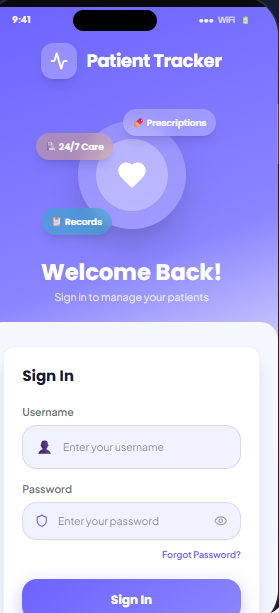 9:41
WiFi
Patient Tracker
Prescriptions
24/7 Care
Records
Welcome Back!
Sign in to manage your patients
Sign In
Username
Enter your username
Password
Enter your password
Forgot Password?
Sign In